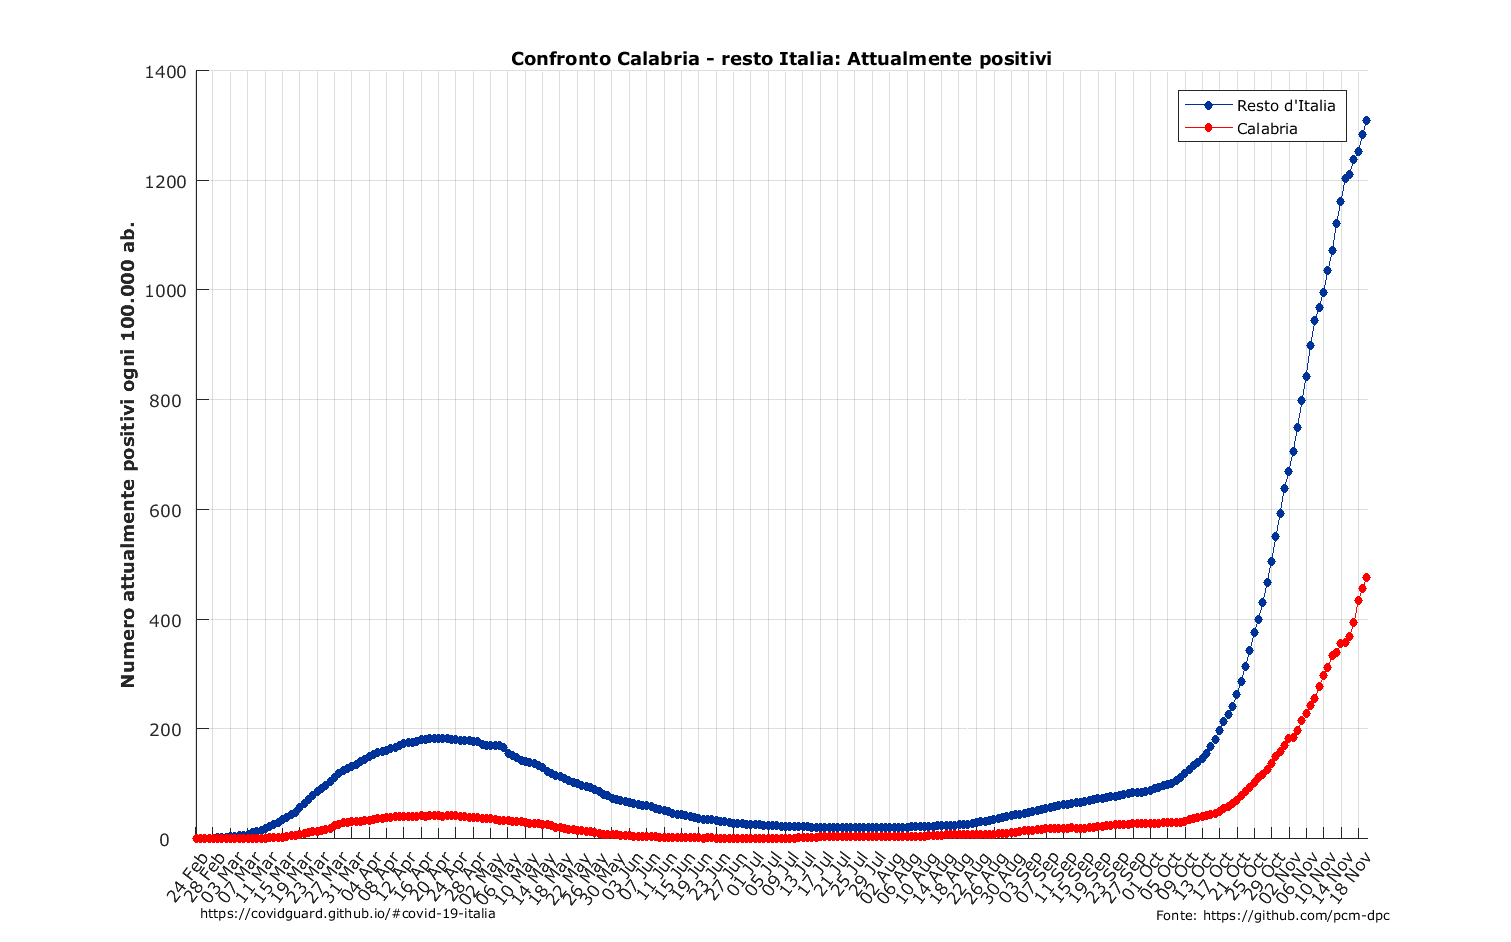 Confronto Calabria - resto Italia: Attualmente positivi
Resto d'Italia
Calabria
Numero attualmente positivi ogni 100.000 ab.
1400
1200
1000
800
600
400
200
0
24 Feb
28 Feb
03 Mar
07 Mar
11 Mar
15 Mar
19 Mar
23 Mar
27 Mar
31 Mar
04 Apr
08 Apr
12 Apr
16 Apr
20 Apr
24 Apr
28 Apr
02 May
06 May
10 May
14 May
18 May
22 May
26 May
30 May
03 Jun
07 Jun
11 Jun
15 Jun
19 Jun
23 Jun
27 Jun
01 Jul
05 Jul
09 Jul
13 Jul
17 Jul
21 Jul
25 Jul
29 Jul
02 Aug
06 Aug
10 Aug
14 Aug
18 Aug
22 Aug
26 Aug
30 Aug
03 Sep
07 Sep
11 Sep
15 Sep
19 Sep
23 Sep
27 Sep
01 Oct
05 Oct
09 Oct
13 Oct
17 Oct
21 Oct
25 Oct
29 Oct
02 Nov
06 Nov
10 Nov
14 Nov
18 Nov
https://covidguard.github.io/#covid-19-italia
Fonte: https://github.com/pcm-dpc